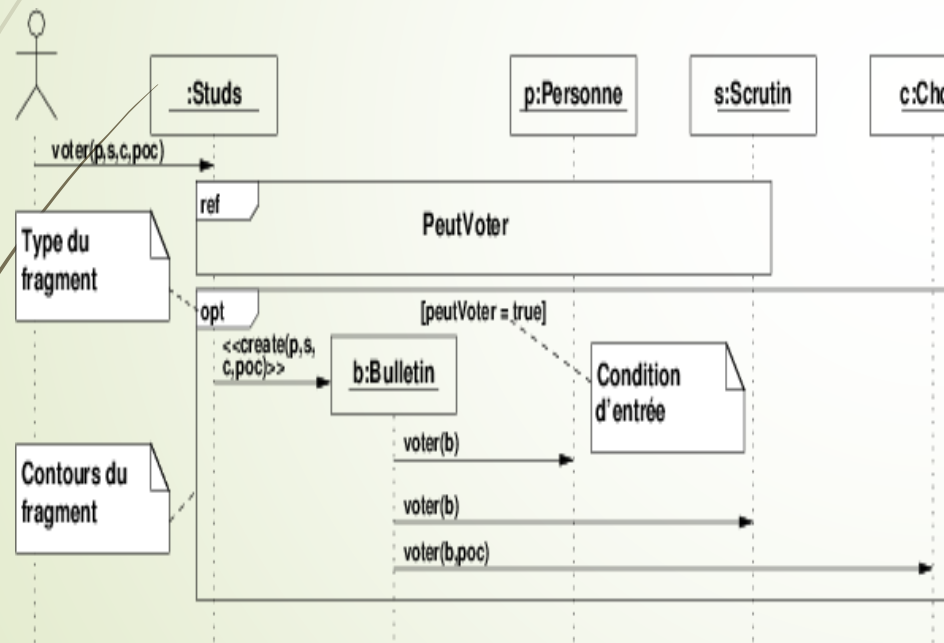 :Studs
p:Personne
s:Scrutin
voter(p,s,c,poc)
ref
PeutVoter
Type du
fragment
opt
[peutVoter = true]
<<create(p,s,
c,poc)>>
b:Bulletin
Condition
d'entrée
voter(b)
Contours du
fragment
voter(b)
voter(b,poc)